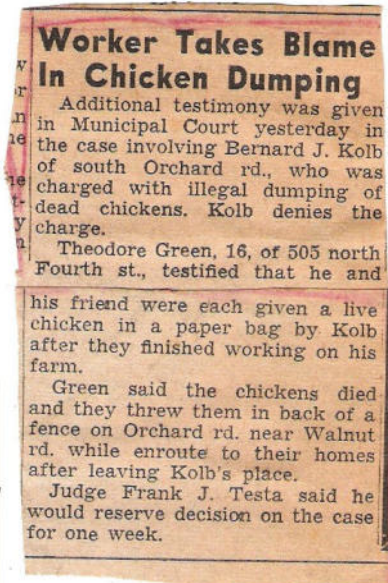 Worker Takes Blame
In Chicken Dumping
Additional testimony was given
in Municipal Court yesterday in
the case involving Bernard J. Kolb
of south Orchard rd., who was
charged with illegal dumping of
dead chickens. Kolb denies the
charge.
Theodore Green, 16, of 505 north
Fourth st., testified that he and
his friend were each given a live
chicken in a paper bag by Kolb
after they finished working on his
farm.
Green said the chickens died
and they threw them in back of a
fence on Orchard rd. near Walnut
rd. while enroute to their homes
after leaving Kolb's place.
Judge Frank J. Testa said he
would reserve decision on the case
for one week.